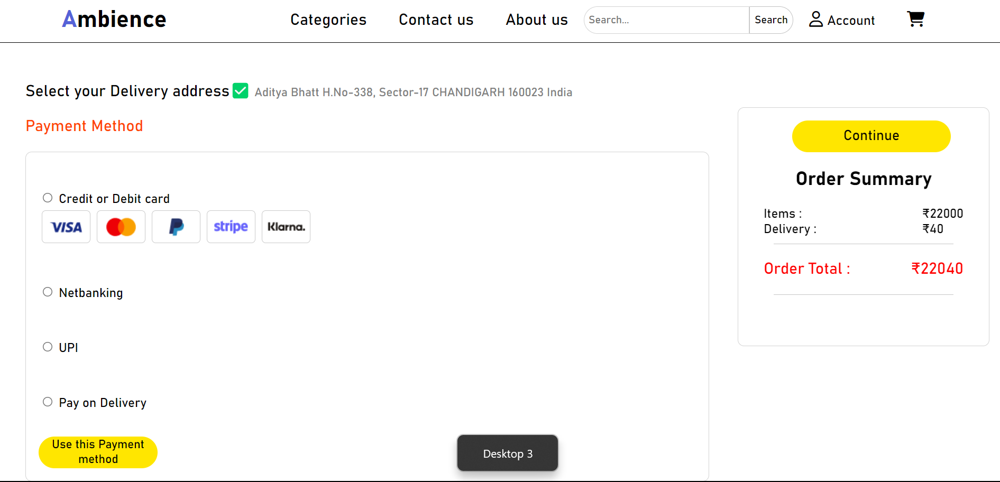 Ambience Categories Contact us About us Search... Search Account
Select your Delivery address Aditya Bhatt H.No-338, Sector-17 CHANDIGARH 160023 India
Payment Method
Credit or Debit card
VISA stripe Klarna.
Netbanking
UPI
Pay on Delivery
Use this Payment
method
Continue
Order Summary
Items : ₹22000
Delivery : ₹40
Order Total : ₹22040
Desktop 3